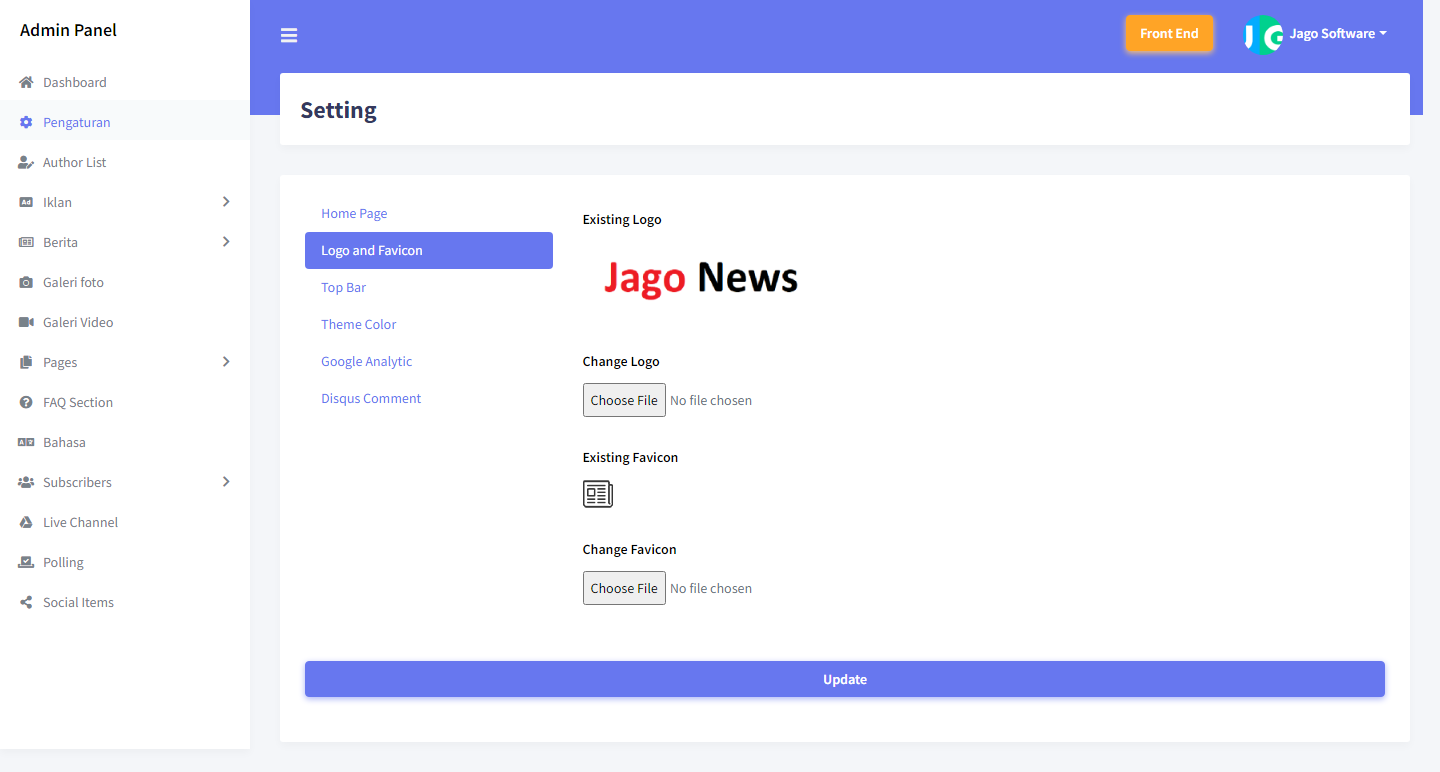 Admin Panel
Dashboard
Pengaturan
Author List
Iklan
Berita
Galeri foto
Galeri Video
Pages
FAQ Section
Bahasa
Subscribers
Live Channel
Polling
Social Items
Front End
Jago Software
Setting
Home Page
Logo and Favicon
Top Bar
Theme Color
Google Analytic
Disqus Comment
Existing Logo
Jago News
Change Logo
Choose File No file chosen
Existing Favicon
Change Favicon
Choose File No file chosen
Update